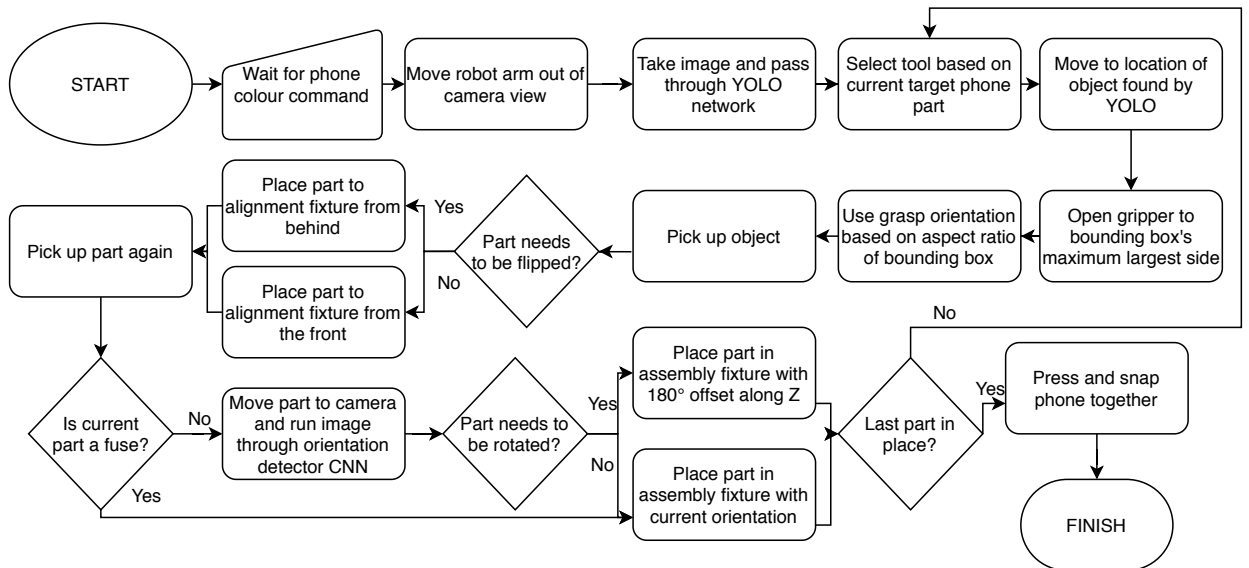 START
Wait for phone
colour command
Move robot arm out of
camera view
Take image and pass
through YOLO
network
Select tool based on
current target phone
part
Move to location of
object found by
YOLO
Open gripper to
bounding box's
maximum largest side
Use grasp orientation
based on aspect ratio
of bounding box
Pick up object
Part needs
to be flipped?
Yes
No
Place part to
alignment fixture from
behind
Place part to
alignment fixture from
the front
Pick up part again
Is current
part a fuse?
No
Yes
Move part to camera
and run image
through orientation
detector CNN
Part needs to
be rotated?
Yes
No
Place part in
assembly fixture with
180° offset along Z
Place part in
assembly fixture with
current orientation
Last part in
place?
No
Yes
Press and snap
phone together
FINISH